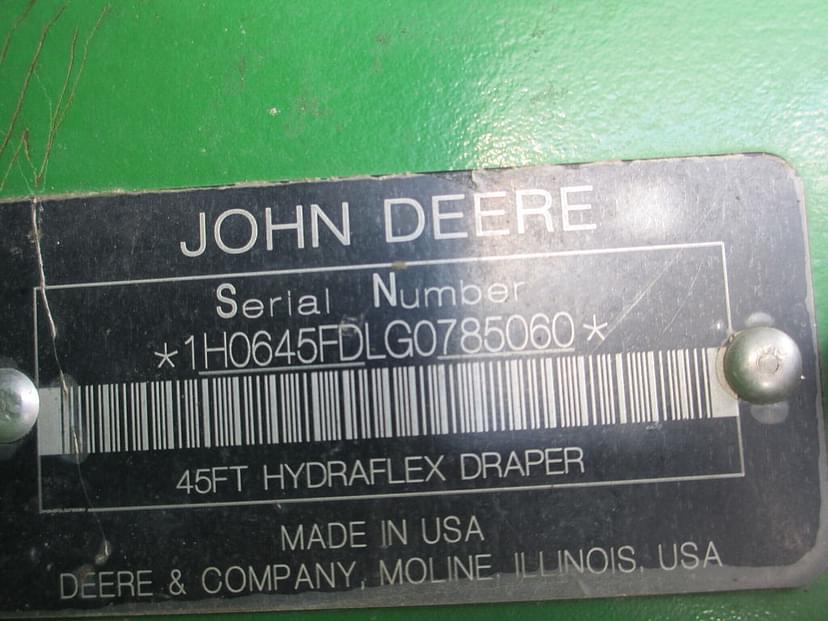 JOHN DEERE
Serial Number
*1H0645FDLG0785060*
45FT HYDRAFLEX DRAPER
MADE IN USA
DEERE & COMPANY, MOLINE, ILLINOIS, USA